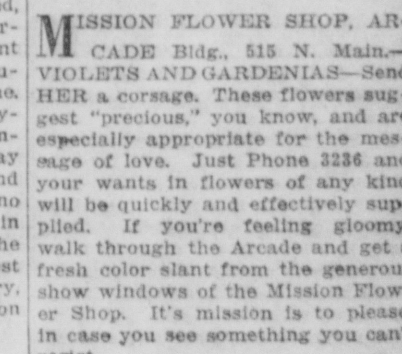 MISSION FLOWER SHOP, AR-
CADE Bldg., 515 N. Main.—
VIOLETS AND GARDENIAS—Send
HER a corsage. These flowers sug-
gest "precious," you know, and are
especially appropriate for the mes-
sage of love. Just Phone 3236 and
your wants in flowers of any kind
will be quickly and effectively sup-
plied. If you're feeling gloomy
walk through the Arcade and get a
fresh color slant from the generou
show windows of the Mission Flow-
er Shop. It's mission is to please
in case you see something you can't